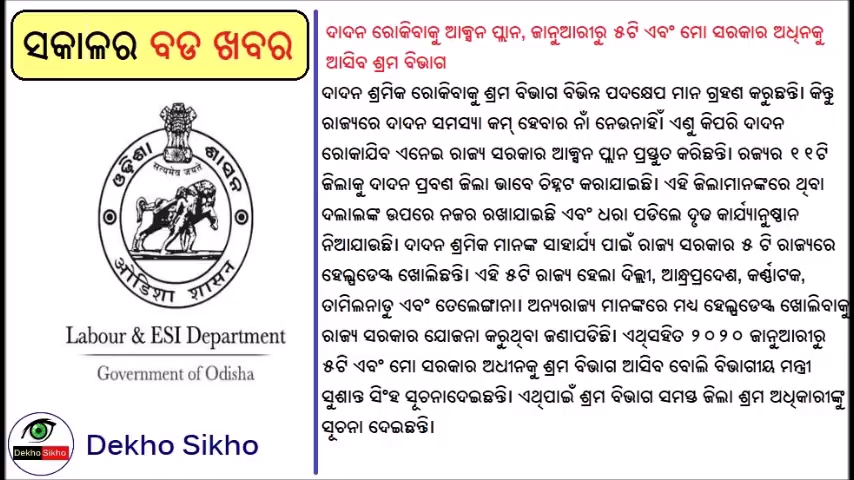 ସକାଳର ବଡ ଖବର
ଓଡ଼ିଶା ଶାସନ
सत्यमेव जयते
ओडिशा शासन
Labour & ESI Department
Government of Odisha
Dekho Sikho
Dekho Sikho
ଦାଦନ ରୋକିବାକୁ ଆକ୍ସନ ପ୍ଲାନ, ଜାନୁଆରୀରୁ ୫ଟି ଏବଂ ମୋ ସରକାର ଅଧିନକୁ
ଆସିବ ଶ୍ରମ ବିଭାଗ
ଦାଦନ ଶ୍ରମିକ ରୋକିବାକୁ ଶ୍ରମ ବିଭାଗ ବିଭିନ୍ନ ପଦକ୍ଷେପ ମାନ ଗ୍ରହଣ କରୁଛନ୍ତି। କିନ୍ତୁ
ରାଜ୍ୟରେ ଦାଦନ ସମସ୍ୟା କମ୍ ହେବାର ନାଁ ନେଉନାହିଁ। ଏଣୁ କିପରି ଦାଦନ
ରୋକାଯିବ ଏନେଇ ରାଜ୍ୟ ସରକାର ଆକ୍ସନ ପ୍ଲାନ ପ୍ରସ୍ତୁତ କରିଛନ୍ତି। ରାଜ୍ୟର ୧୧ଟି
ଜିଲାକୁ ଦାଦନ ପ୍ରବଣ ଜିଲା ଭାବେ ଚିହ୍ନଟ କରାଯାଇଛି। ଏହି ଜିଲାମାନଙ୍କରେ ଥିବା
ଦଲାଲଙ୍କ ଉପରେ ନଜର ରଖାଯାଇଛି ଏବଂ ଧରା ପଡିଲେ ଦୃଢ କାର୍ଯ୍ୟାନୁଷ୍ଠାନ
ନିଆଯାଉଛି। ଦାଦନ ଶ୍ରମିକ ମାନଙ୍କ ସାହାର୍ଯ୍ୟ ପାଇଁ ରାଜ୍ୟ ସରକାର ୫ ଟି ରାଜ୍ୟରେ
ହେଲ୍ପଡେସ୍କ ଖୋଲିଛନ୍ତି। ଏହି ୫ଟି ରାଜ୍ୟ ହେଲା ଦିଲ୍ଲୀ, ଆନ୍ଧ୍ରପ୍ରଦେଶ, କର୍ଣ୍ଣାଟକ,
ତାମିଲନାଡୁ ଏବଂ ତେଲେଙ୍ଗାନା। ଅନ୍ୟରାଜ୍ୟ ମାନଙ୍କରେ ମଧ୍ୟ ହେଲ୍ପଡେସ୍କ ଖୋଲିବାକୁ
ରାଜ୍ୟ ସରକାର ଯୋଜନା କରୁଥିବା ଜଣାପଡିଛି। ଏଥିସହିତ ୨୦୨୦ ଜାନୁଆରୀରୁ
୫ଟି ଏବଂ ମୋ ସରକାର ଅଧୀନକୁ ଶ୍ରମ ବିଭାଗ ଆସିବ ବୋଲି ବିଭାଗୀୟ ମନ୍ତ୍ରୀ
ସୁଶାନ୍ତ ସିଂହ ସୂଚନାଦେଇଛନ୍ତି। ଏଥିପାଇଁ ଶ୍ରମ ବିଭାଗ ସମସ୍ତ ଜିଲା ଶ୍ରମ ଅଧିକାରୀଙ୍କୁ
ସୂଚନା ଦେଇଛନ୍ତି।